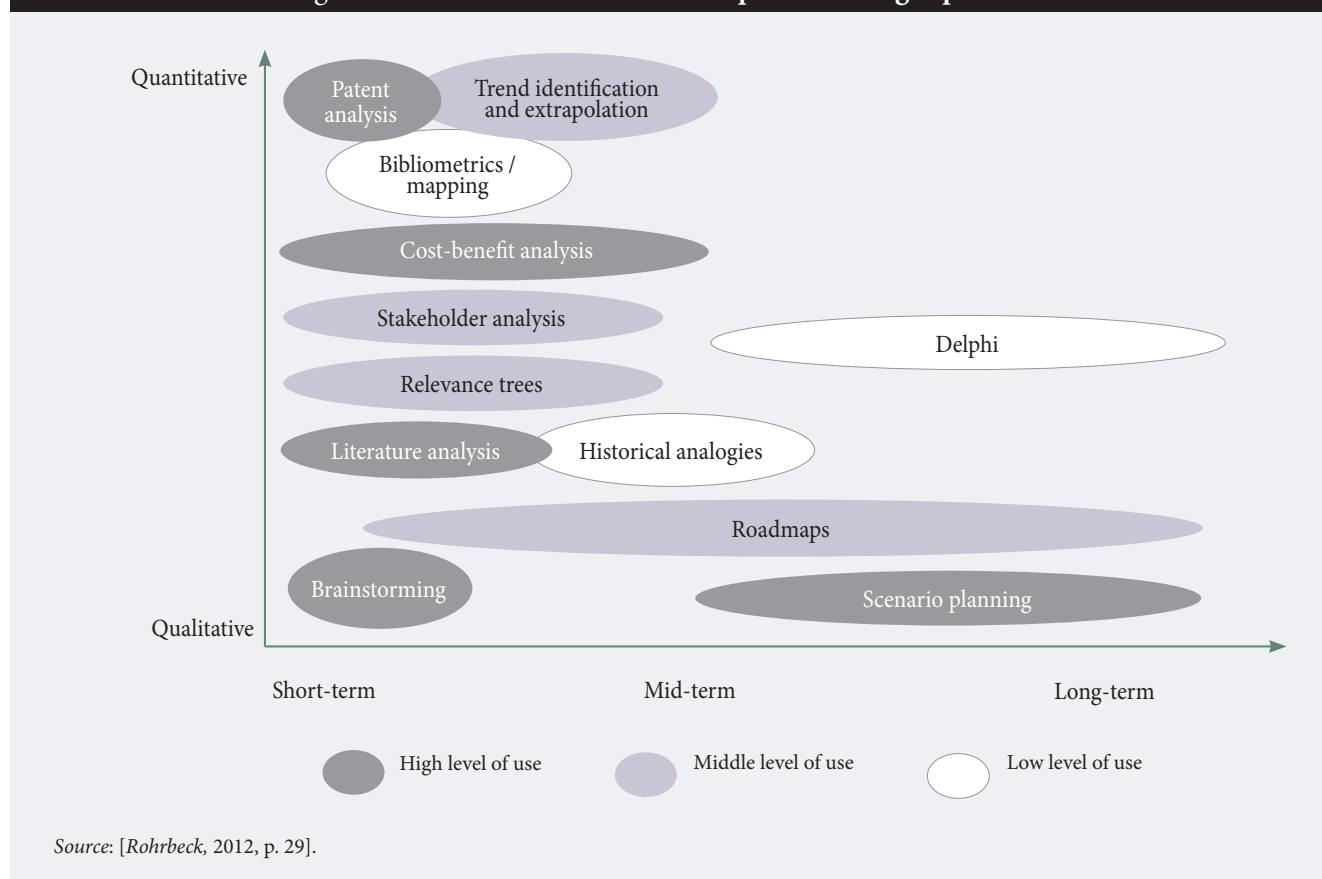 Quantitative
Patent
analysis
Trend identification
and extrapolation
Bibliometrics /
mapping
Cost-benefit analysis
Stakeholder analysis
Delphi
Relevance trees
Literature analysis
Historical analogies
Roadmaps
Brainstorming
Scenario planning
Qualitative
Short-term
Mid-term
Long-term
High level of use
Middle level of use
Low level of use
Source: [Rohrbeck, 2012, p. 29].